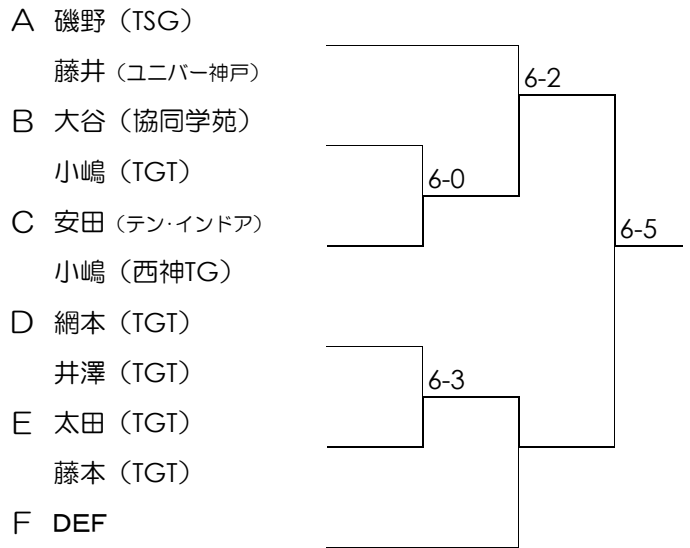 A 磯野（TSG）
藤井（ユニバー神戸）
6-2
B 大谷（協同学苑）
小嶋（TGT）
6-0
C 安田（テン･インドア）
6-5
小嶋（西神TG）
D 網本（TGT）
井澤（TGT）
6-3
E 太田（TGT）
藤本（TGT）
F DEF